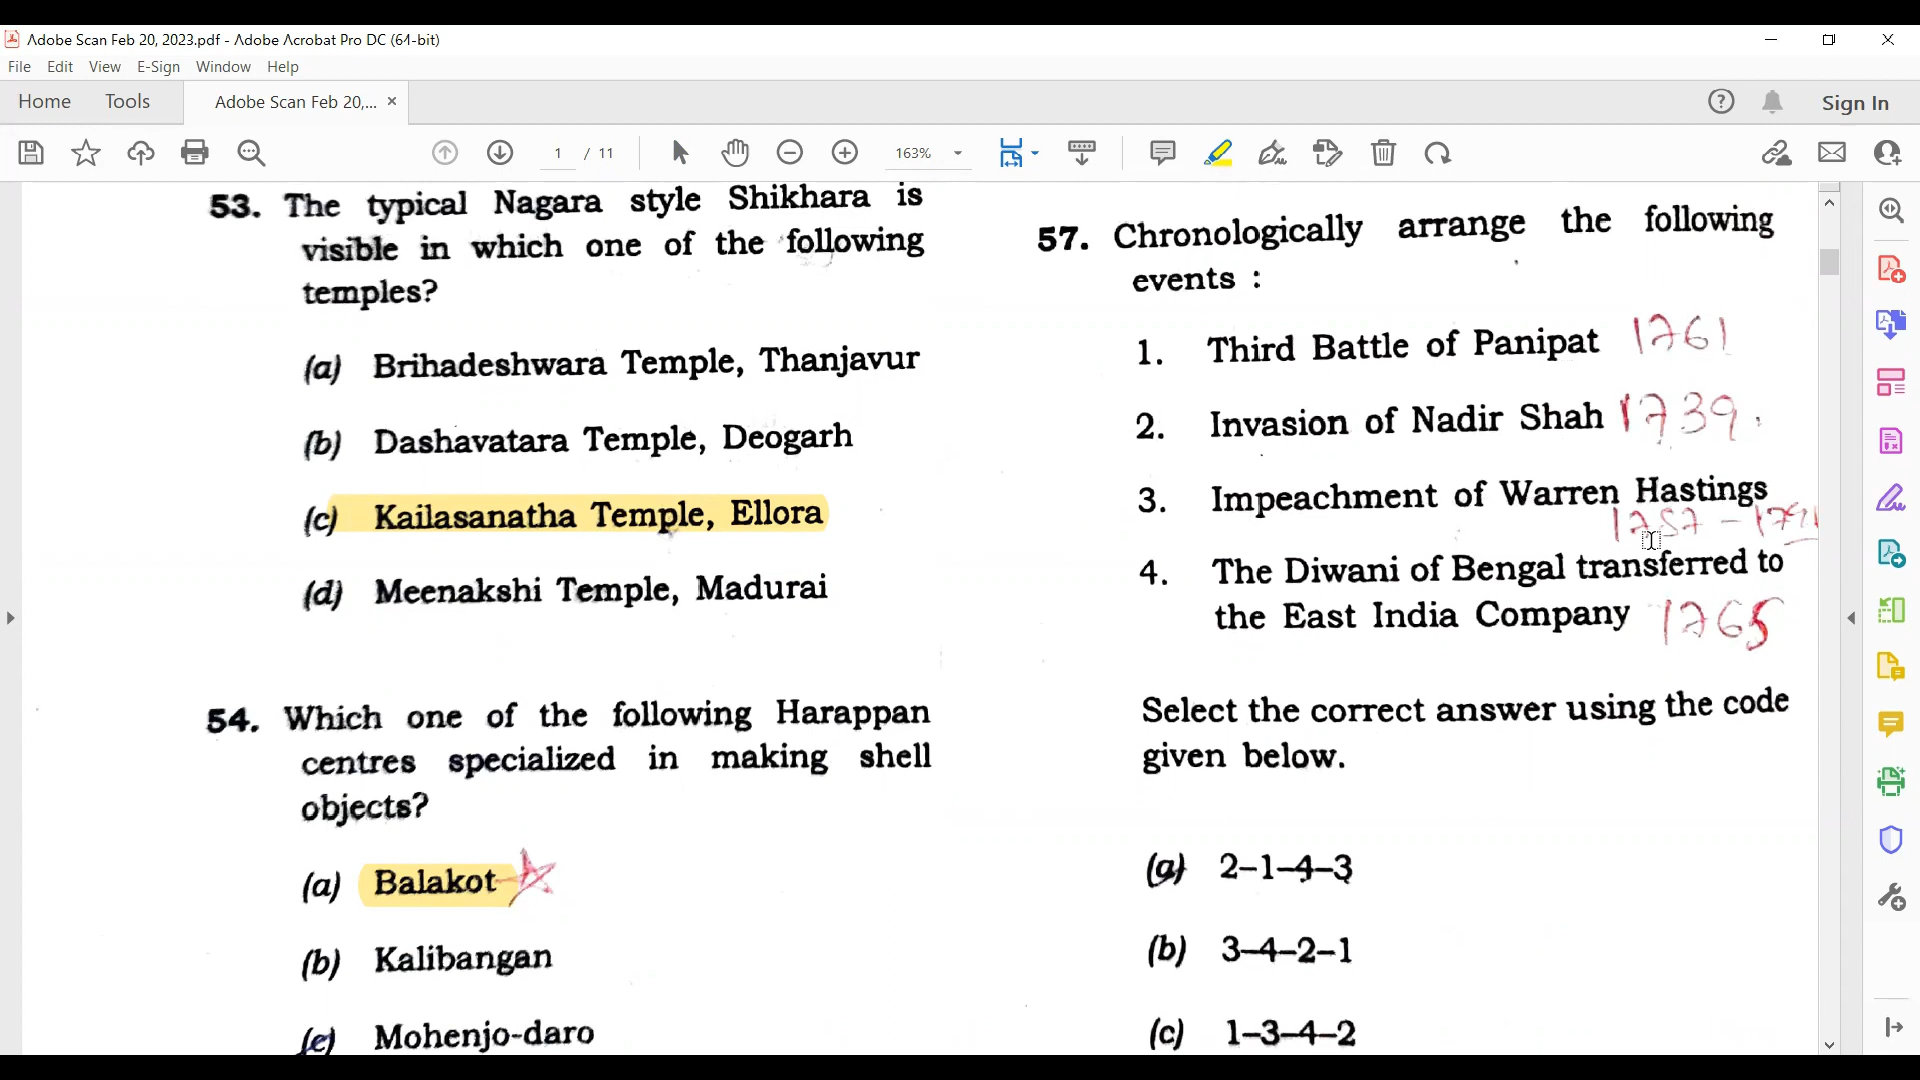 Adobe Scan Feb 20, 2023.pdf - Adobe Acrobat Pro DC (64-bit)
File Edit View E-Sign Window Help
Home Tools Adobe Scan Feb 20,... × Sign In
1 / 11 163%
53. The typical Nagara style Shikhara is
visible in which one of the following
temples?
(a) Brihadeshwara Temple, Thanjavur
(b) Dashavatara Temple, Deogarh
(c) Kailasanatha Temple, Ellora
(d) Meenakshi Temple, Madurai
54. Which one of the following Harappan
centres specialized in making shell
objects?
(a) Balakot
(b) Kalibangan
(c) Mohenjo-daro
57. Chronologically arrange the following
events :
1. Third Battle of Panipat 1761
2. Invasion of Nadir Shah 1739
3. Impeachment of Warren Hastings
4. The Diwani of Bengal transferred to
the East India Company 1765
Select the correct answer using the code
given below.
(a) 2–1–4–3
(b) 3–4–2–1
(c) 1–3–4–2